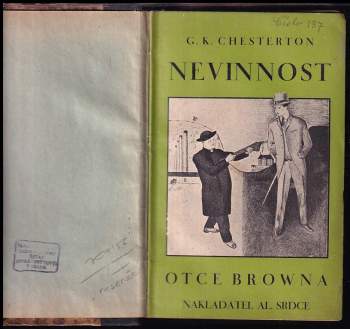 G. K. CHESTERTON
NEVINNOST
OTCE BROWNA
NAKLADATEL AL. SRDCE